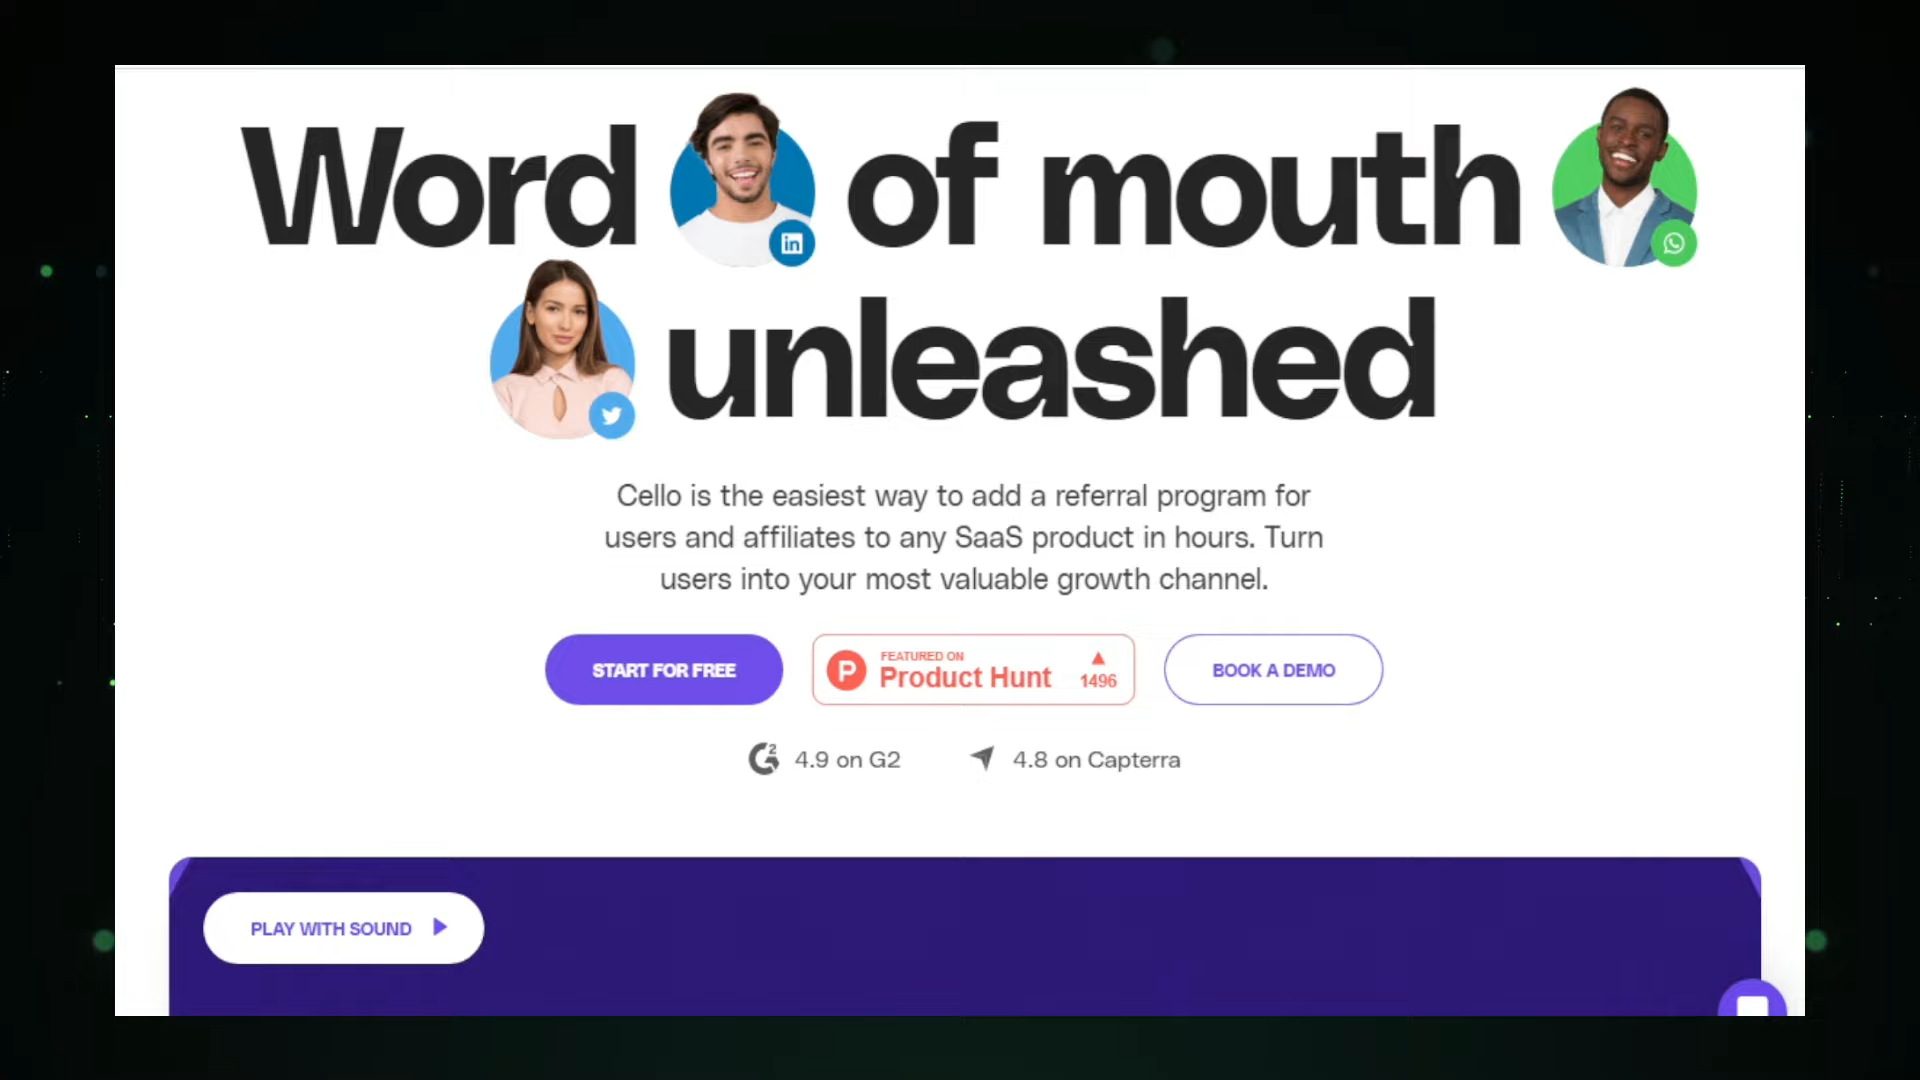 Word of mouth
unleashed
Cello is the easiest way to add a referral program for
users and affiliates to any SaaS product in hours. Turn
users into your most valuable growth channel.
START FOR FREE
FEATURED ON
Product Hunt
1496
BOOK A DEMO
4.9 on G2
4.8 on Capterra
PLAY WITH SOUND